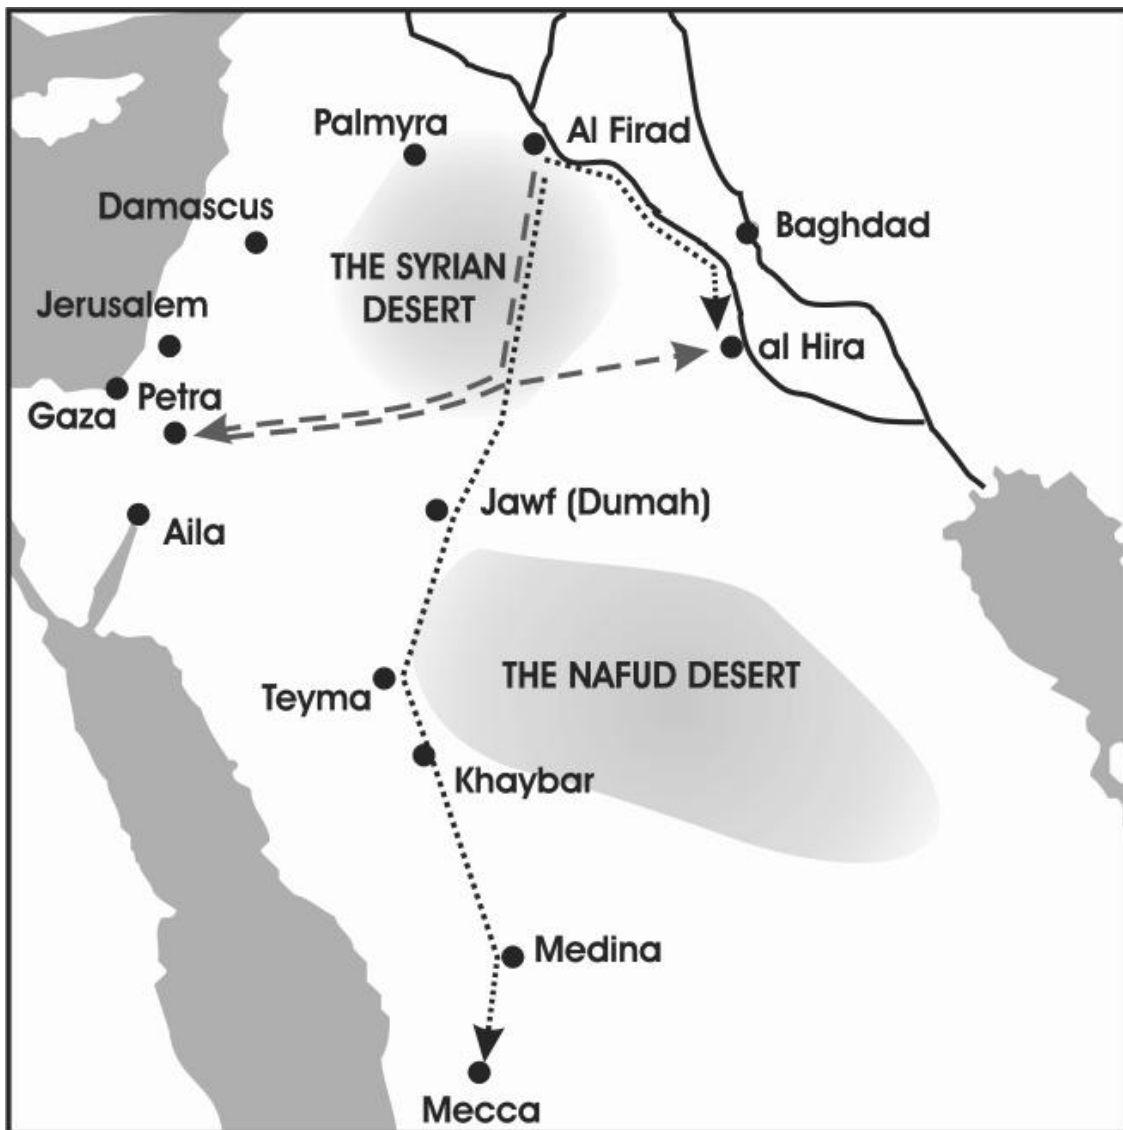 Palmyra
Al Firad
Damascus
Baghdad
THE SYRIAN
DESERT
Jerusalem
al Hira
Gaza
Petra
Jawf (Dumah)
Aila
THE NAFUD DESERT
Teyma
Khaybar
Medina
Mecca